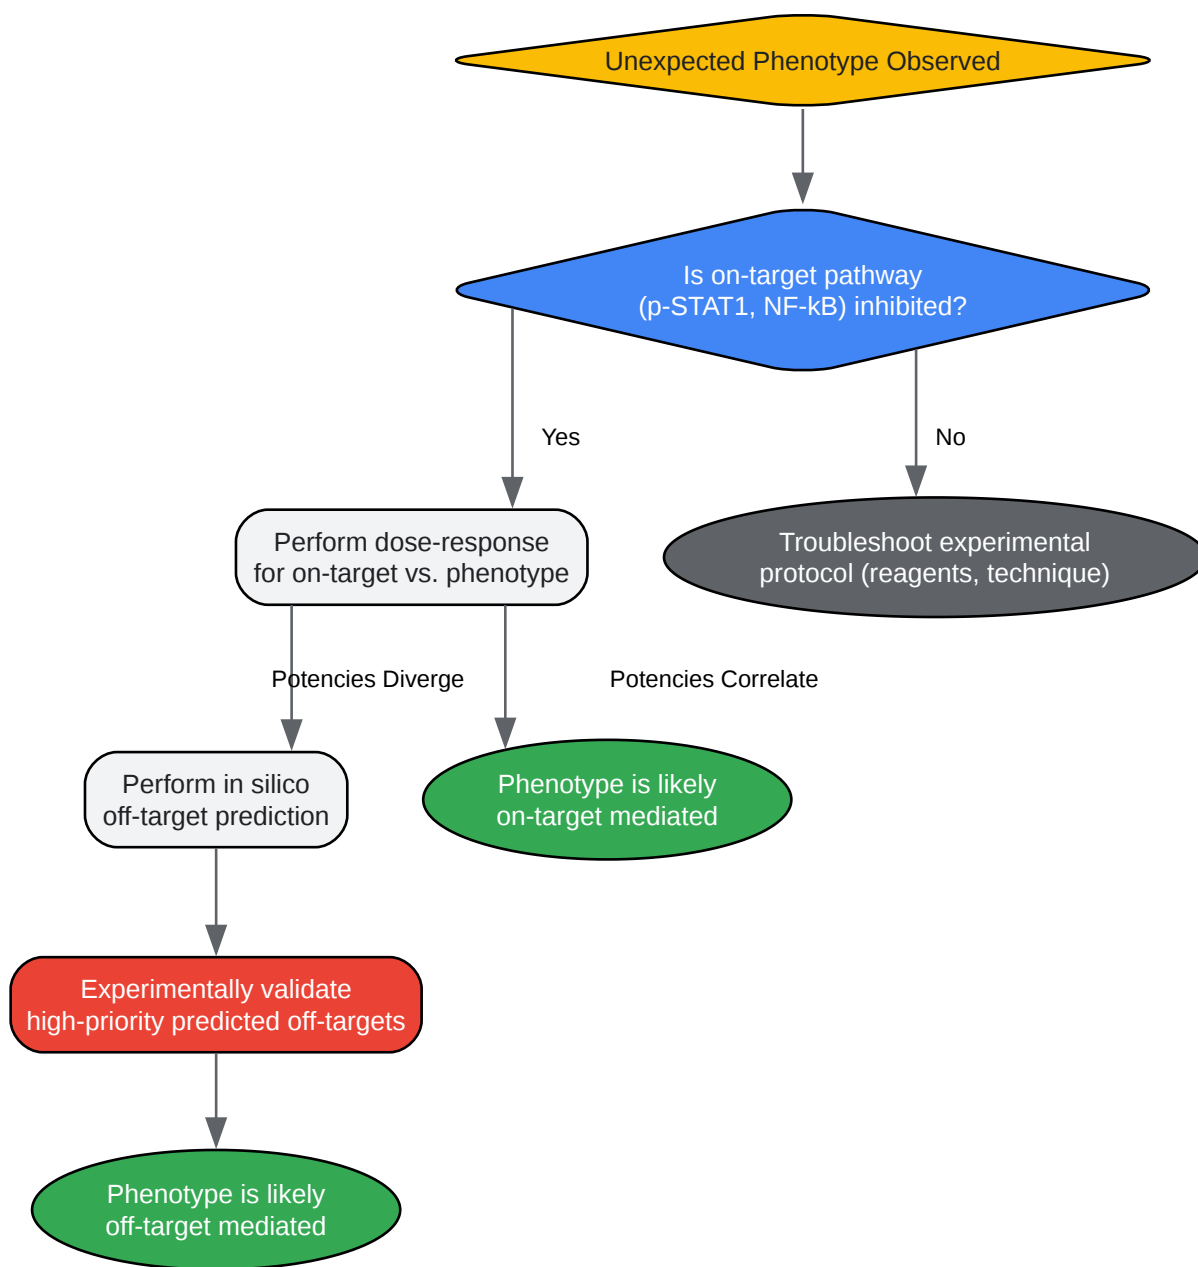 Unexpected Phenotype Observed
Is on-target pathway
(p-STAT1, NF-kB) inhibited?
Yes
No
Perform dose-response
for on-target vs. phenotype
Troubleshoot experimental
protocol (reagents, technique)
Potencies Diverge
Potencies Correlate
Perform in silico
off-target prediction
Phenotype is likely
on-target mediated
Experimentally validate
high-priority predicted off-targets
Phenotype is likely
off-target mediated